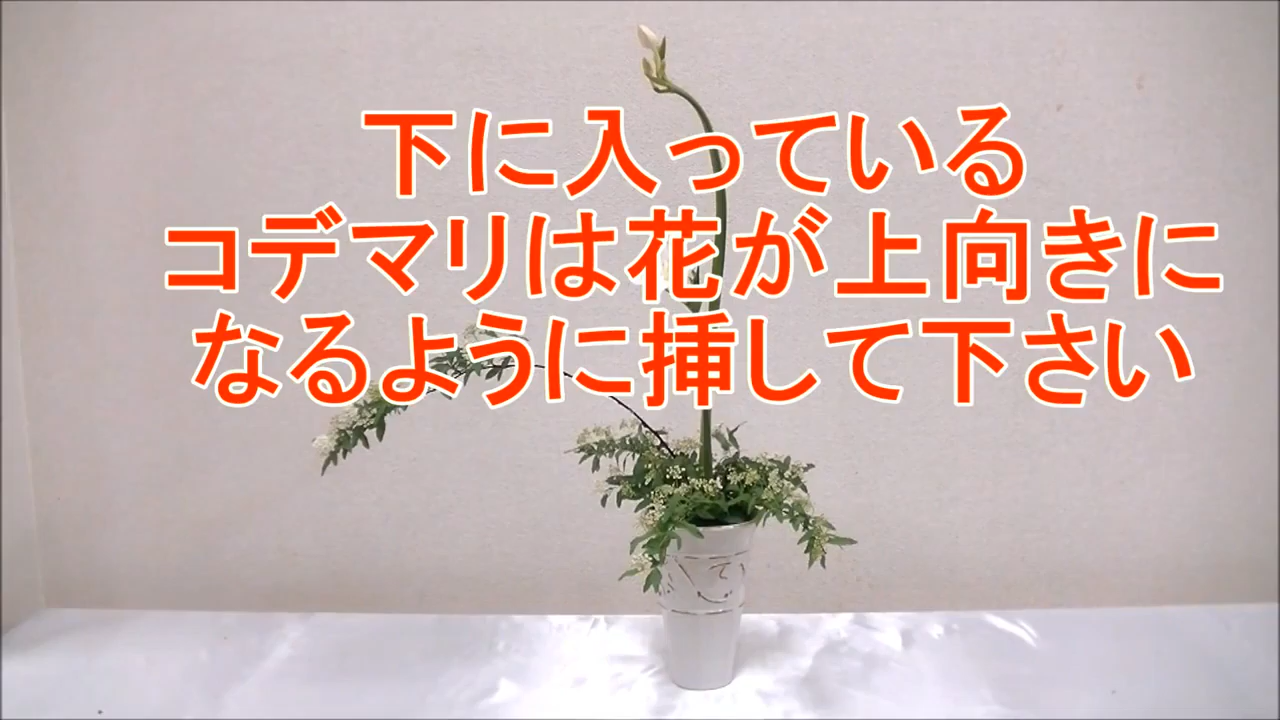 下に入っている
コデマリは花が上向きに
なるように挿して下さい